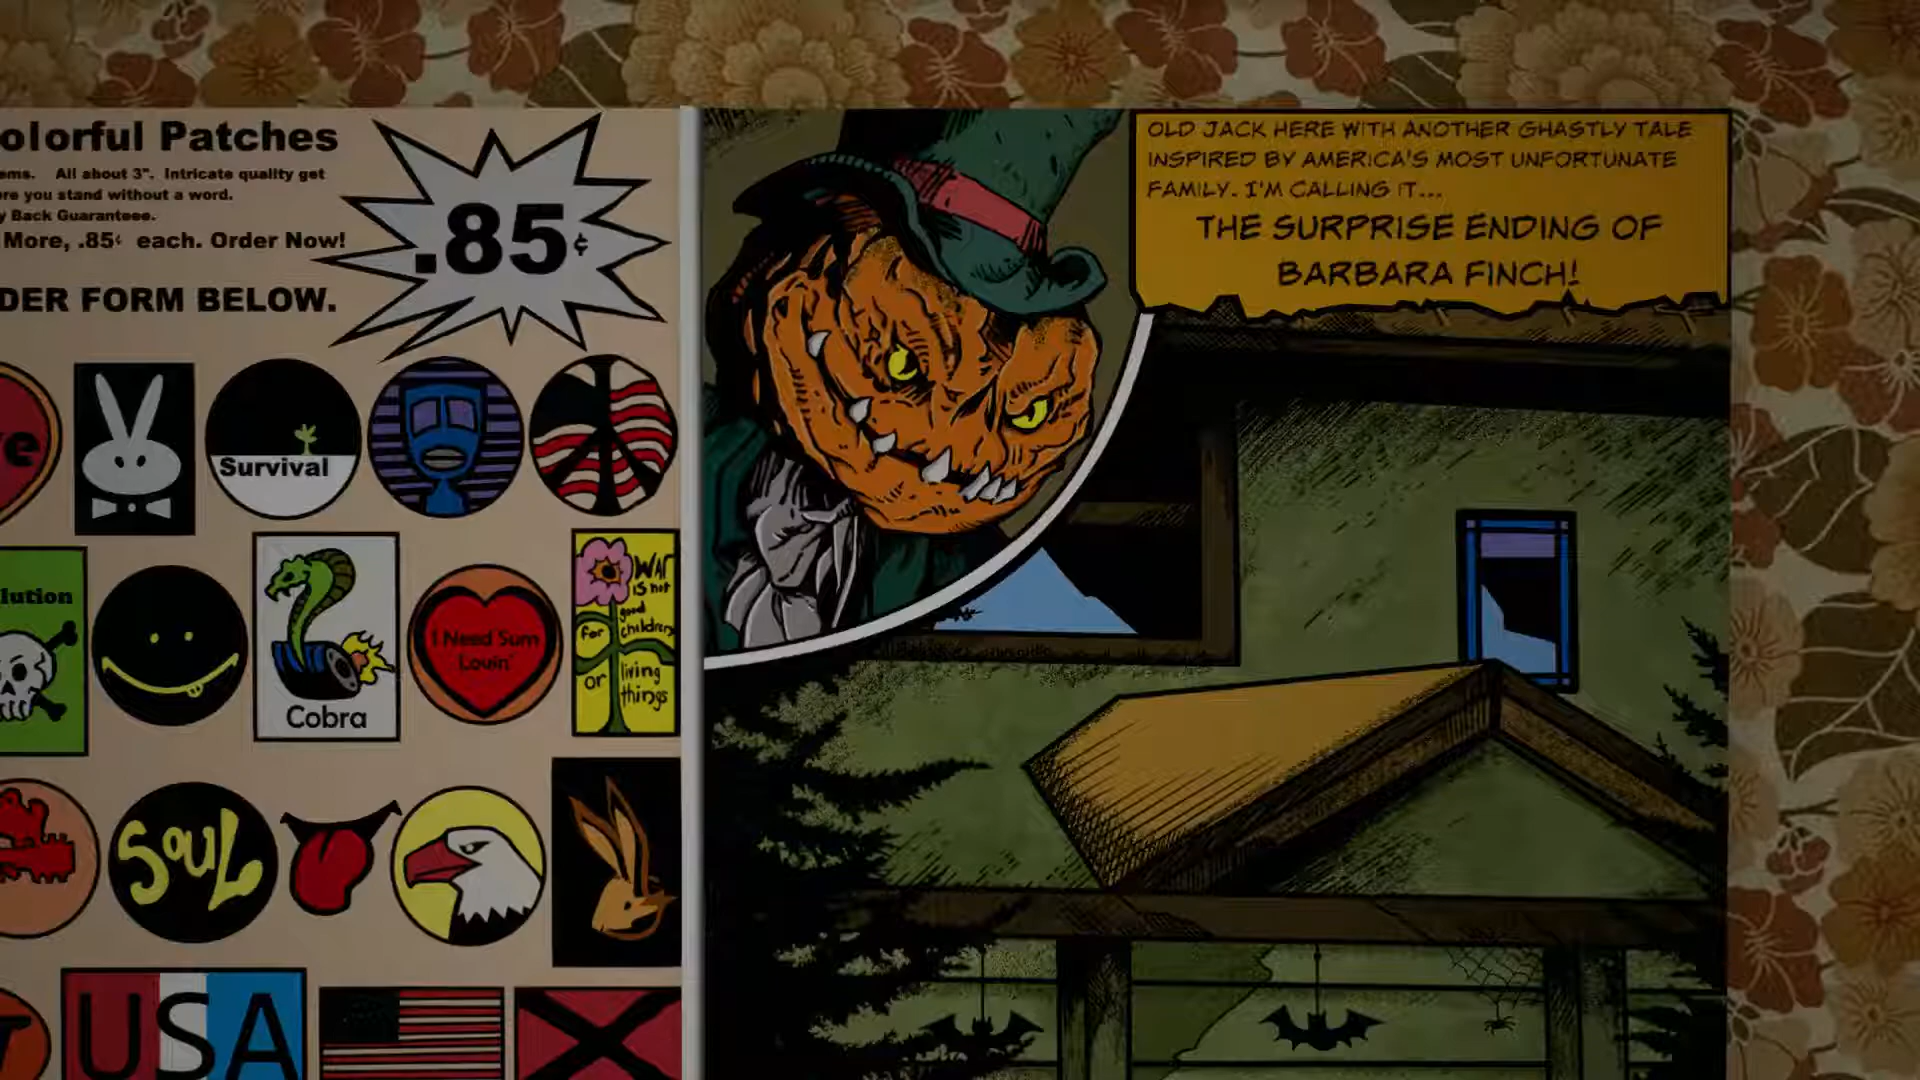 olorful Patches
ems. All about 3". Intricate quality get
re you stand without a word.
y Back Guaranteee.
More, .85¢ each. Order Now!
DER FORM BELOW.
.85¢
Survival
lution
Cobra
I Need Sum
Lovin'
War
is not
good
for children
or living
things
SOUL
USA
OLD JACK HERE WITH ANOTHER GHASTLY TALE
INSPIRED BY AMERICA'S MOST UNFORTUNATE
FAMILY. I'M CALLING IT...
THE SURPRISE ENDING OF
BARBARA FINCH!